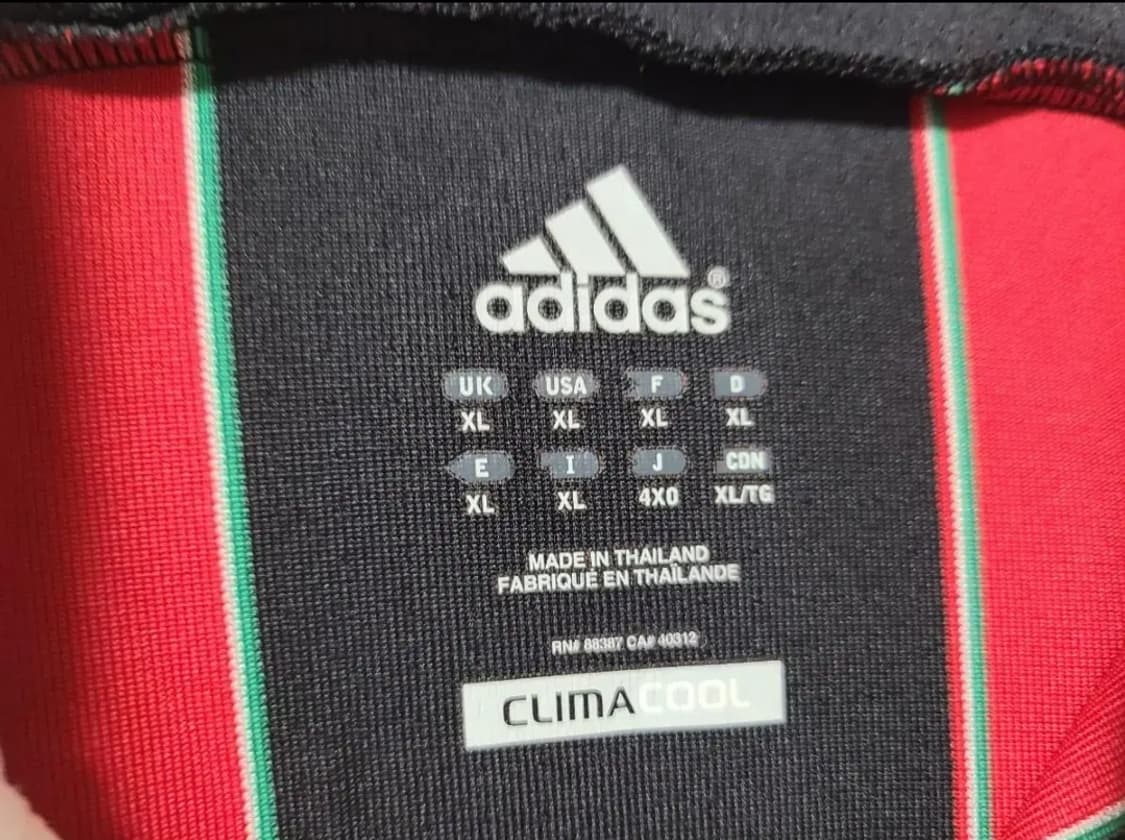 adidas®
UK USA F D
XL XL XL XL
E I J CDN
XL XL 4XO XL/TG
MADE IN THAILAND
FABRIQUÉ EN THAÏLANDE
RN# 88387 CA# 40312
CLIMACOOL